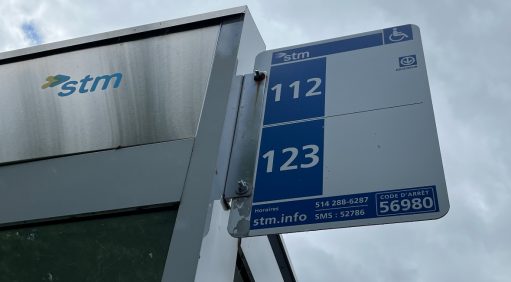 stm
stm
112
123
Horaires
stm.info
514 288-6287
SMS : 52786
CODE D'ARRÊT
56980